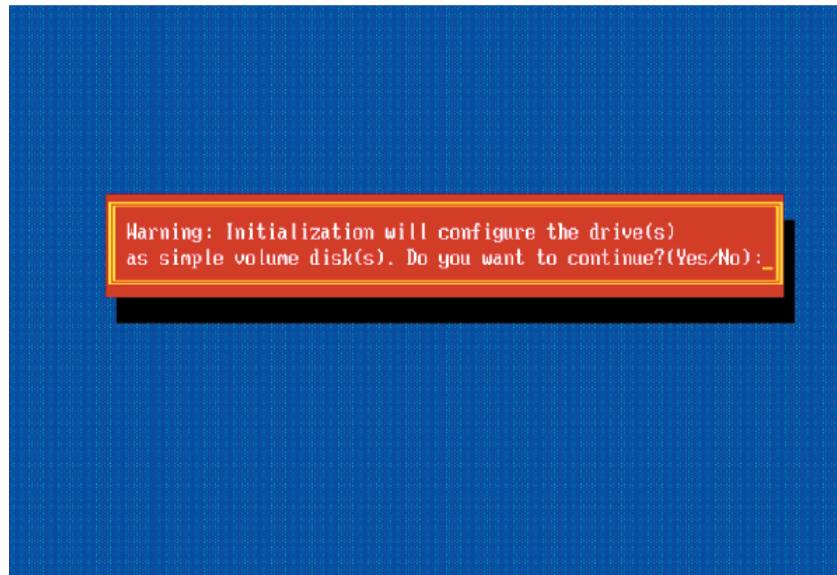 Warning: Initialization will configure the drive(s)
as simple volume disk(s). Do you want to continue?(Yes/No):_